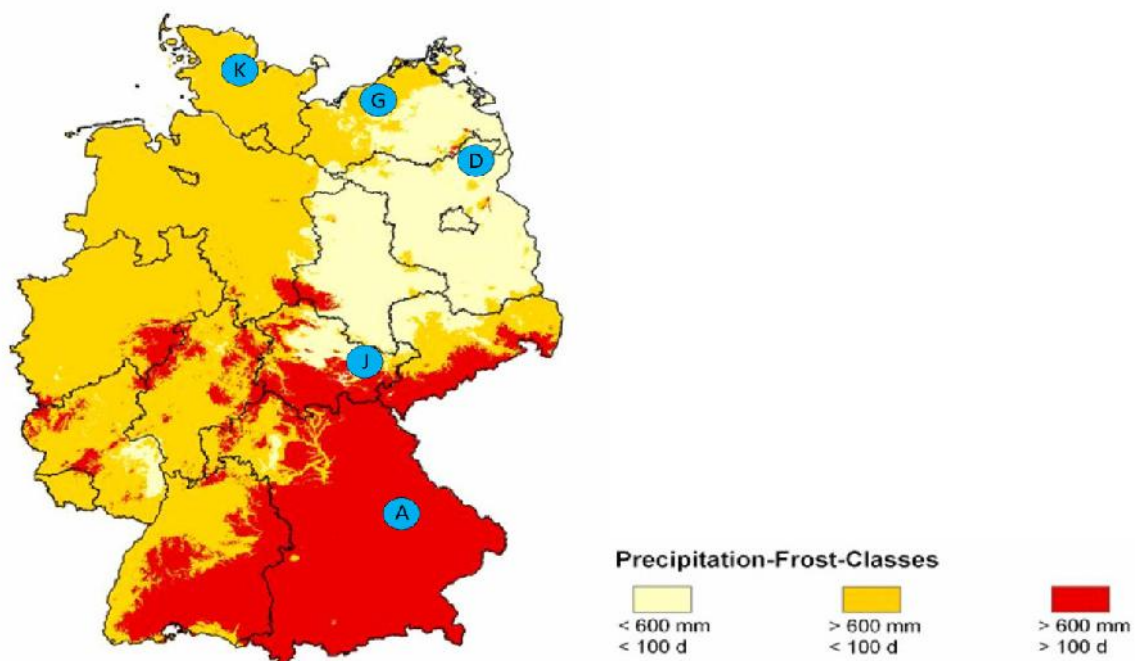 K
G
D
J
A
Precipitation-Frost-Classes
< 600 mm > 600 mm > 600 mm
< 100 d < 100 d > 100 d